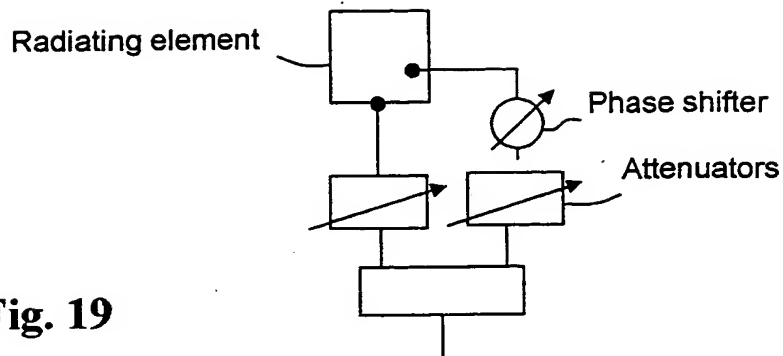 Radiating element
Phase shifter
Attenuators
Fig. 19